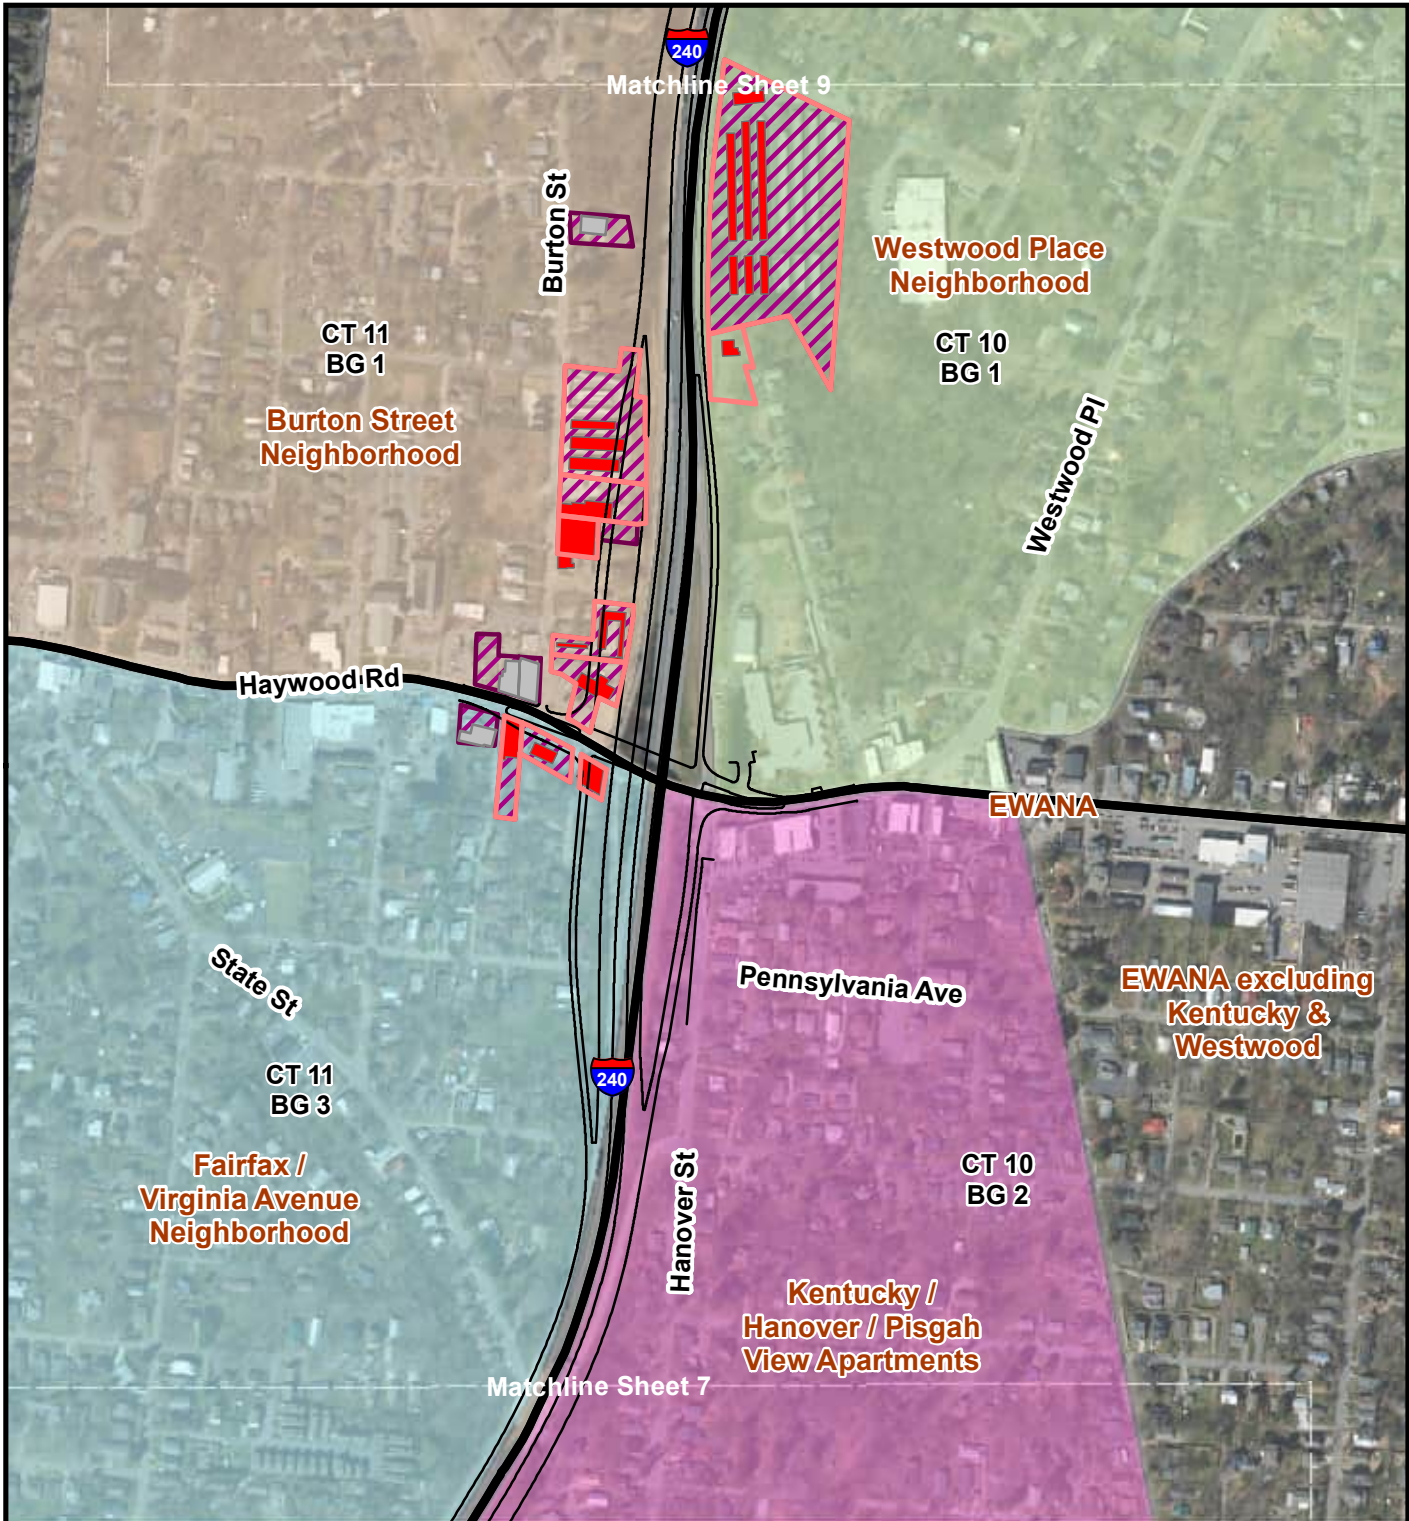 240
Matchline Sheet 9
Burton St
Westwood Place
Neighborhood
CT 11
BG 1
CT 10
BG 1
Burton Street
Neighborhood
Westwood Pl
Haywood Rd
EWANA
State St
Pennsylvania Ave
EWANA excluding
Kentucky &
Westwood
CT 11
BG 3
240
Fairfax /
Virginia Avenue
Neighborhood
Hanover St
CT 10
BG 2
Kentucky /
Hanover / Pisgah
View Apartments
Matchline Sheet 7